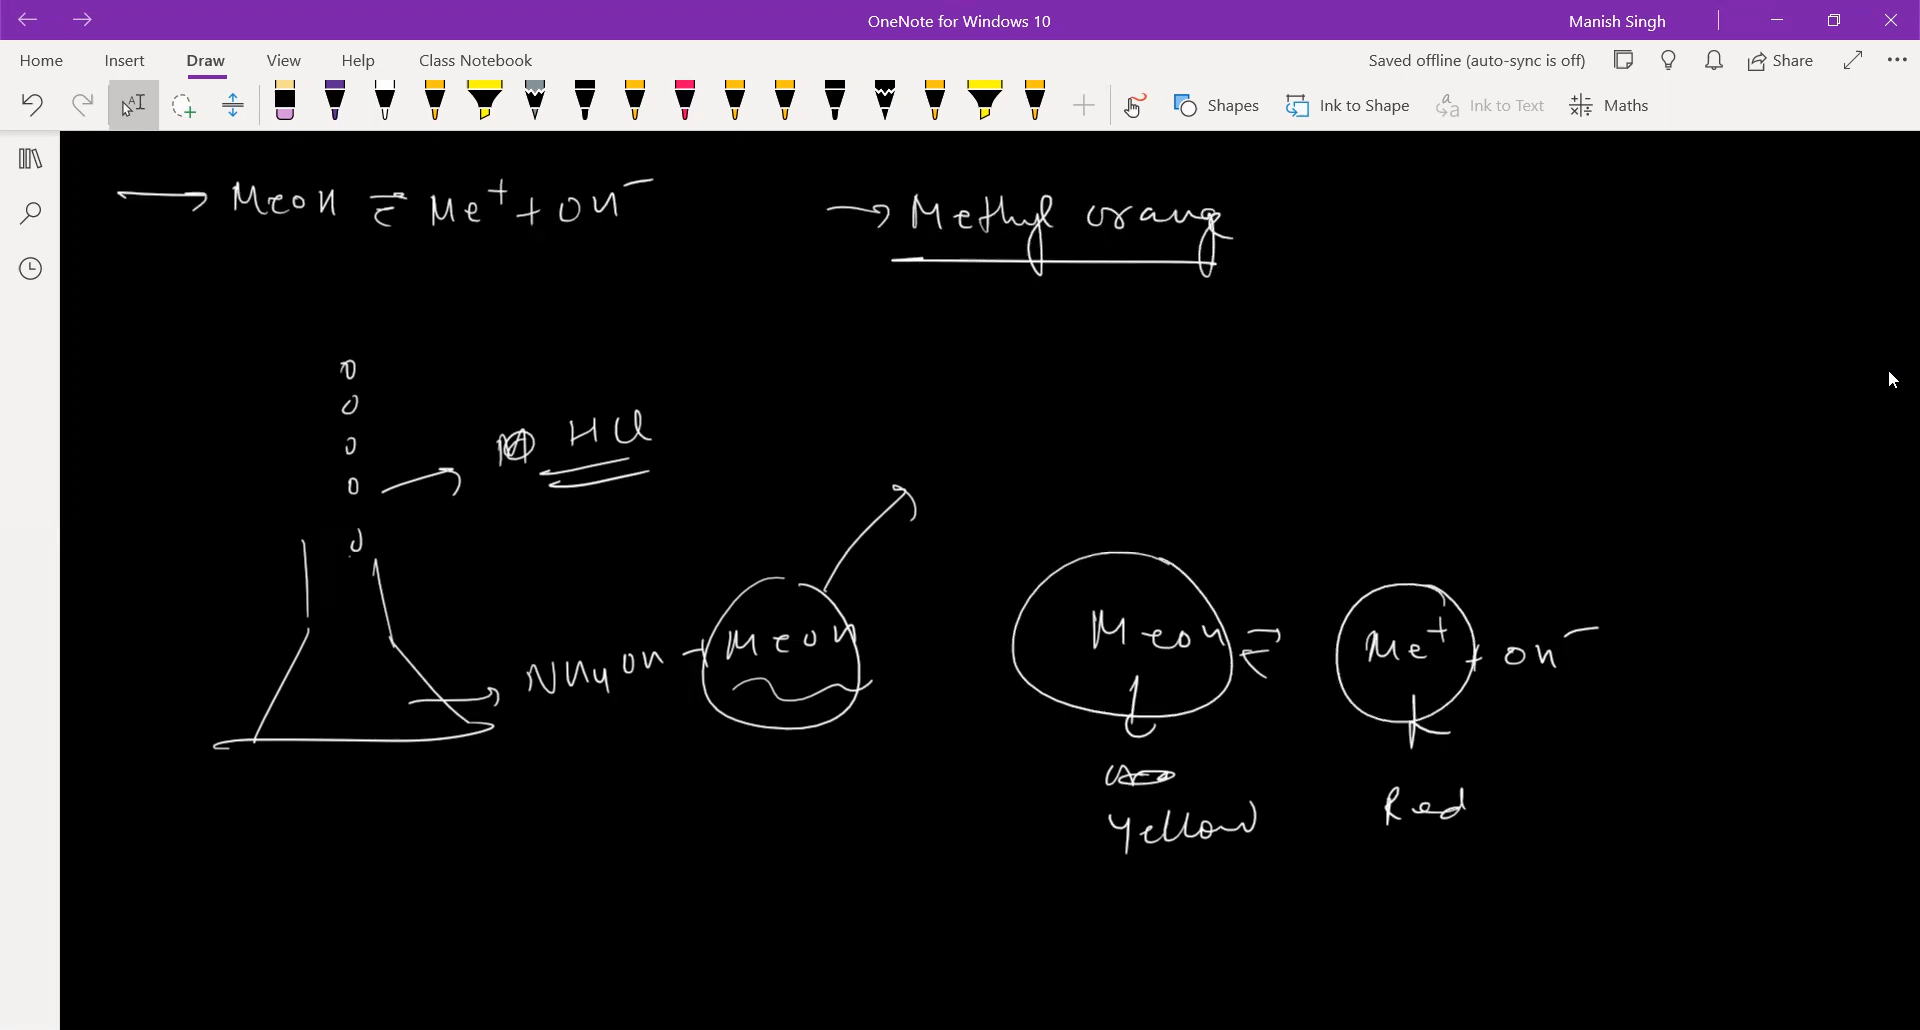 OneNote for Windows 10
Manish Singh
Home Insert Draw View Help Class Notebook
Saved offline (auto-sync is off) Share
Shapes Ink to Shape Ink to Text Maths
→ MeOH ⇌ Me⁺ + OH⁻
→ Methyl orang
HCl
NH₄OH + MeOH
MeOH ⇌ Me⁺ + OH⁻
Yellow Red